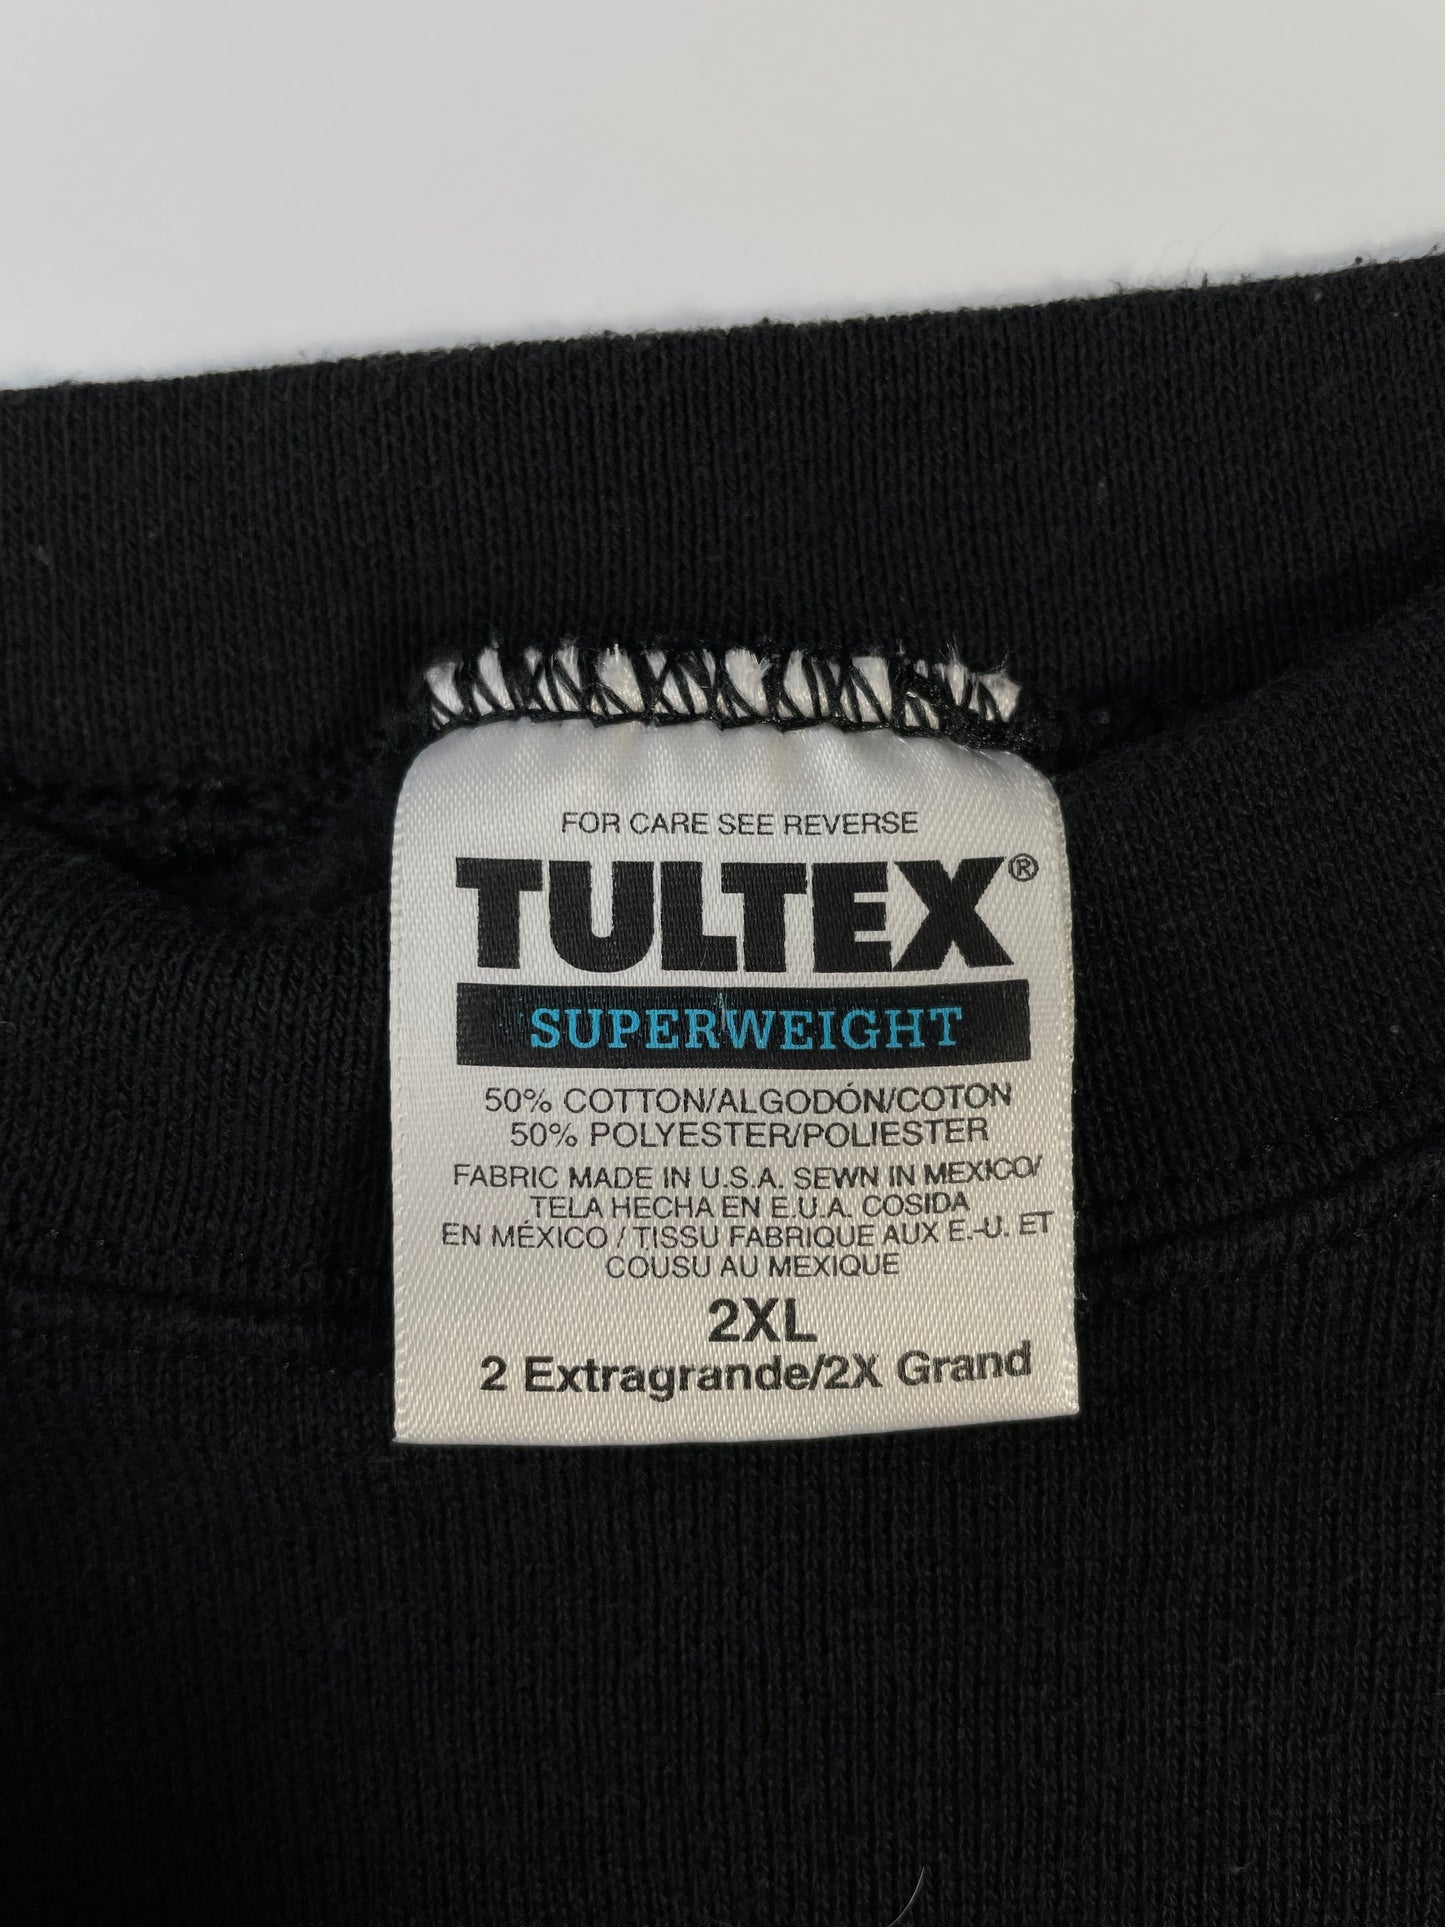 FOR CARE SEE REVERSE
TULTEX®
SUPERWEIGHT
50% COTTON/ALGODÓN/COTON
50% POLYESTER/POLIESTER
FABRIC MADE IN U.S.A. SEWN IN MEXICO/
TELA HECHA EN E.U.A. COSIDA
EN MÉXICO / TISSU FABRIQUE AUX E.-U. ET
COUSU AU MEXIQUE
2XL
2 Extragrande/2X Grand